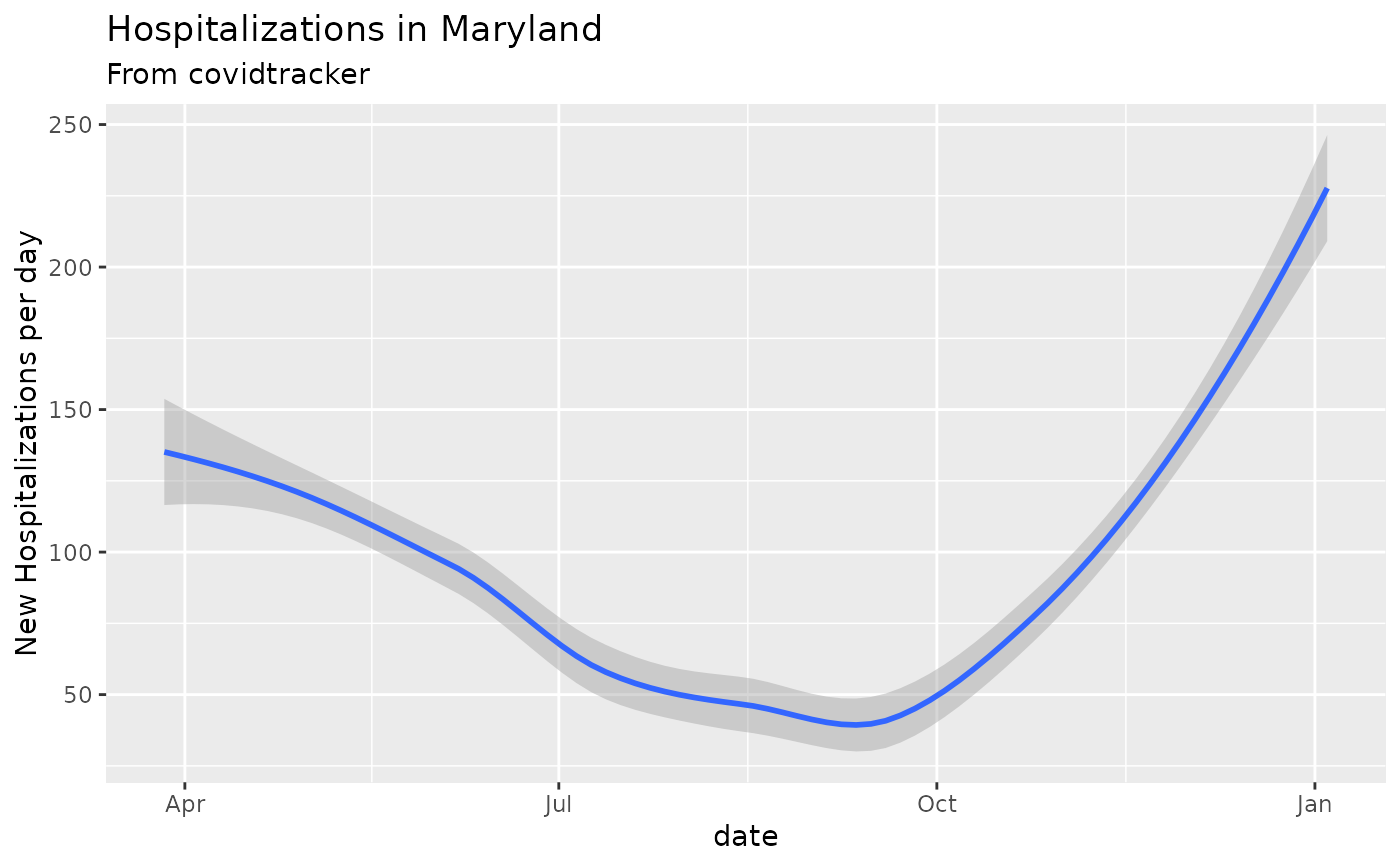 Hospitalizations in Maryland
From covidtracker
250
200
150
100
50
New Hospitalizations per day
Apr Jul Oct Jan
date